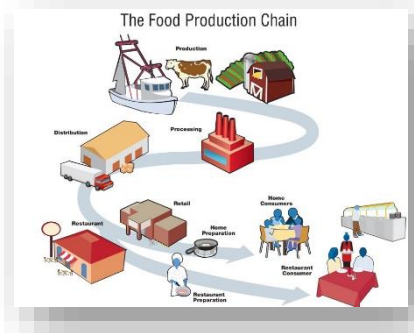 The Food Production Chain
Production
Distribution
Processing
Retail
Home
Consumers
Restaurant
Home
Preparation
Restaurant
Consumer
Restaurant
Preparation